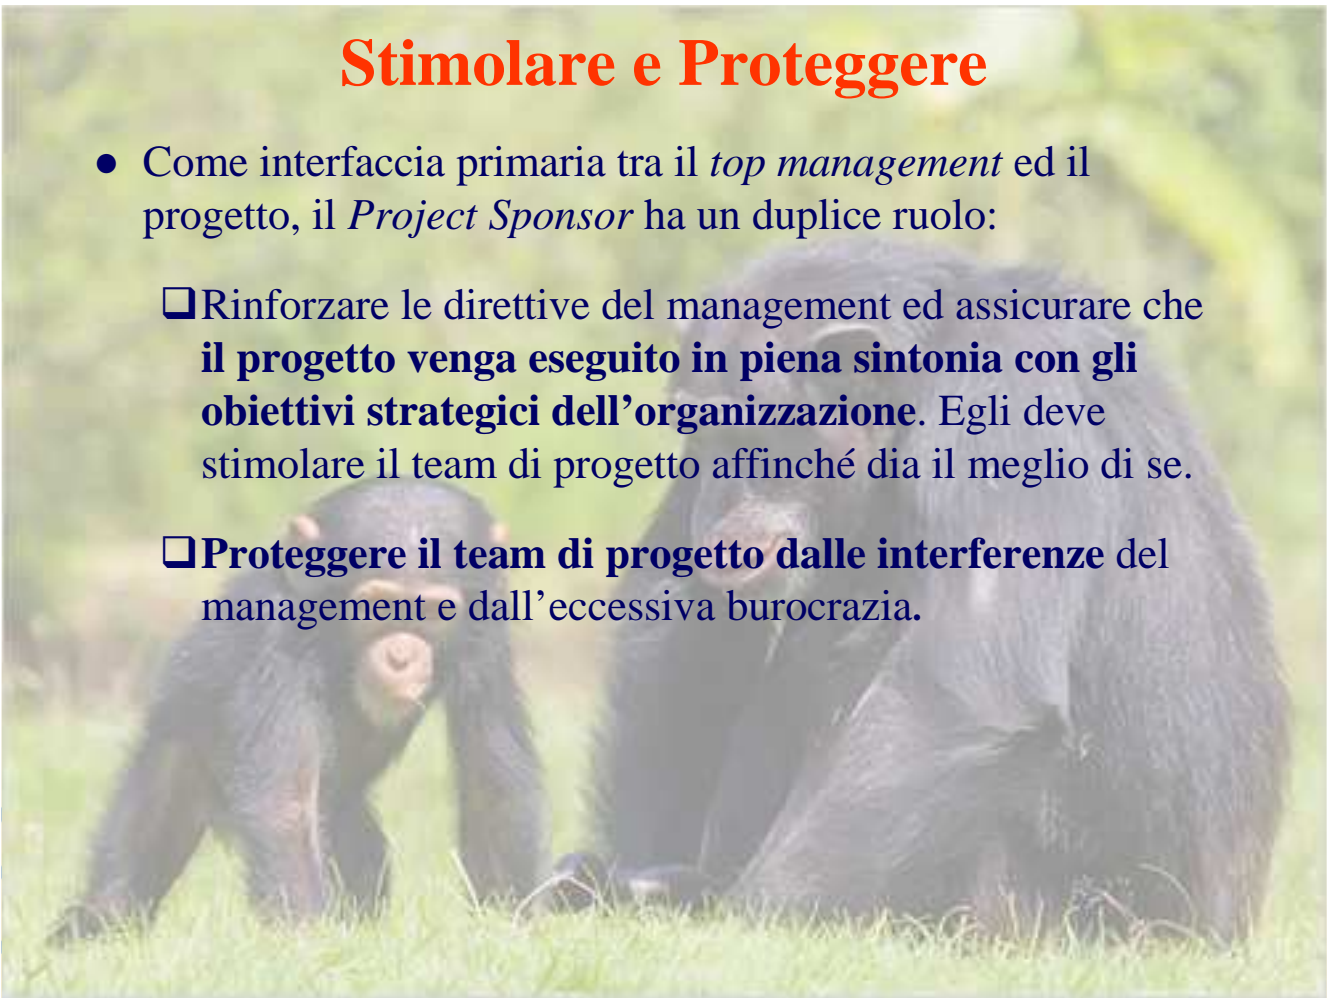 Stimolare e Proteggere
● Come interfaccia primaria tra il top management ed il
progetto, il Project Sponsor ha un duplice ruolo:
❑Rinforzare le direttive del management ed assicurare che
il progetto venga eseguito in piena sintonia con gli
obiettivi strategici dell’organizzazione. Egli deve
stimolare il team di progetto affinché dia il meglio di se.
❑Proteggere il team di progetto dalle interferenze del
management e dall’eccessiva burocrazia.